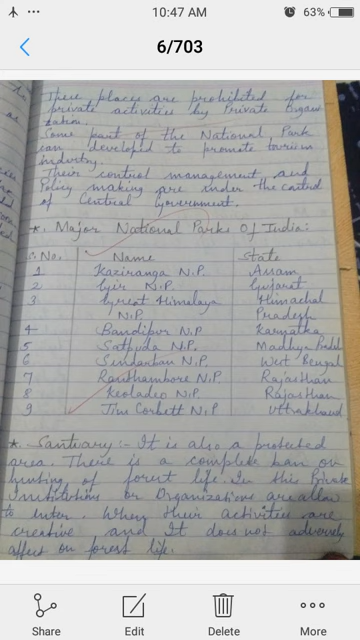 10:47 AM
63%
6/703
These places are prohibited for
private activities by Private Organi
zation.
Some part of the National Park
can developed to promote tourism
Industry.
Their control management and
Policy making are under the control
of Central Government.
*. Major National Parks Of India:
S.No. Name State
1 Kaziranga N.P. Assam
2 Gir N.P. Gujarat
3 Great Himalaya Himachal
N.P. Pradesh
4 Bandipur N.P Karnatka
5 Satpuda N.P. Madhya Prdesh
6 Sundarban N.P. West Bengal
7 Ranthambore N.P. Rajasthan
8 Keoladeo N.P. Rajasthan
9 Jim Corbett N.P Uttrakhand
*. Santuary:- It is also a protected
area. There is a complete ban on
hunting of forest life. In this Private
Institutions or Organizations are allow
to enter. When their activities are
creative and It does not adversly
affect on forest life.
Share Edit Delete More